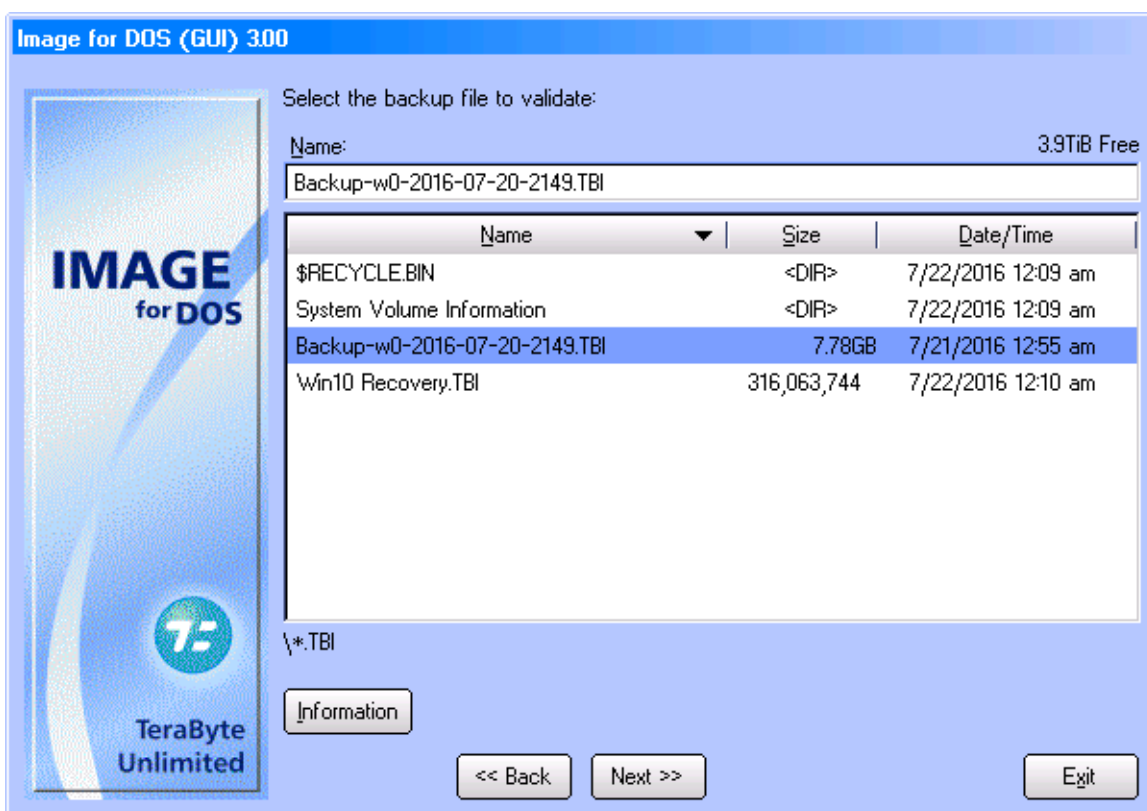 Image for DOS (GUI) 3.00
Select the backup file to validate:
Name: 3.9TiB Free
Backup-w0-2016-07-20-2149.TBI
Name Size Date/Time
$RECYCLE.BIN <DIR> 7/22/2016 12:09 am
System Volume Information <DIR> 7/22/2016 12:09 am
Backup-w0-2016-07-20-2149.TBI 7.78GB 7/21/2016 12:55 am
Win10 Recovery.TBI 316,063,744 7/22/2016 12:10 am
IMAGE
for DOS
\*.TBI
Information
TeraByte
Unlimited
<< Back Next >> Exit